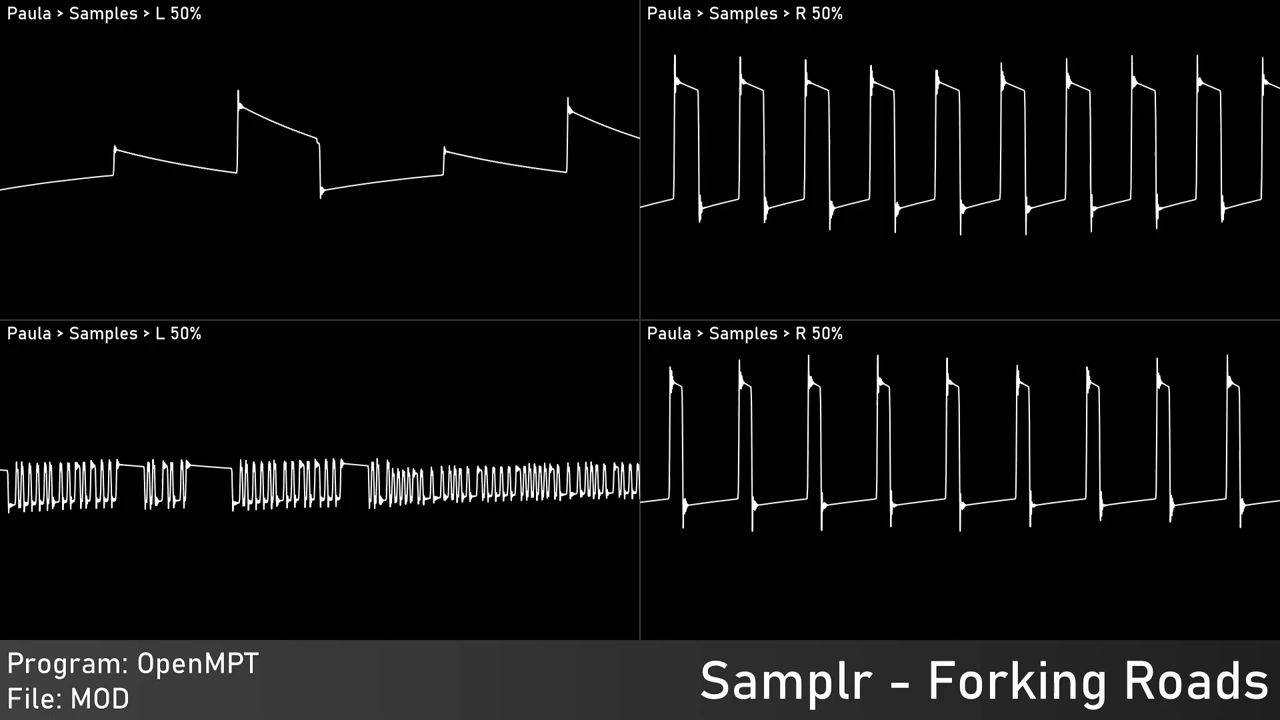 Paula > Samples > L 50%
Paula > Samples > R 50%
Paula > Samples > L 50%
Paula > Samples > R 50%
Program: OpenMPT
File: MOD
Samplr - Forking Roads